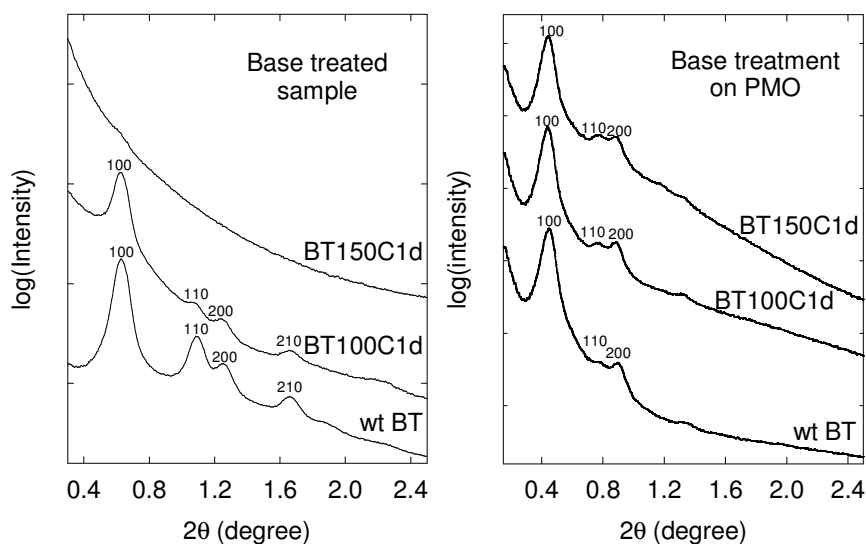 Base treated
sample
100
BT150C1d
100
110
200
BT100C1d
110
200
210
210
wt BT
log(Intensity)
0.4 0.8 1.2 1.6 2.0 2.4
2θ (degree)
100
Base treatment
on PMO
110 200
100
BT150C1d
110
200
100
BT100C1d
110
200
wt BT
log(intensity)
0.4 0.8 1.2 1.6 2.0 2.4
2θ (degree)